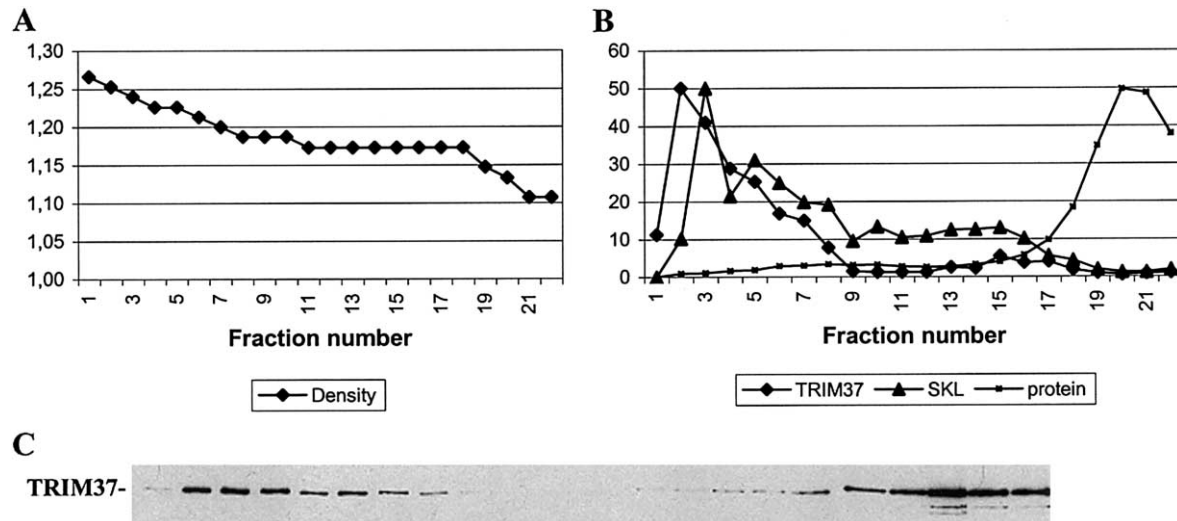 A
1,30
1,25
1,20
1,15
1,10
1,05
1,00
1 3 5 7 9 11 13 15 17 19 21
Fraction number
Density
B
60
50
40
30
20
10
0
1 3 5 7 9 11 13 15 17 19 21
Fraction number
TRIM37 SKL protein
C
TRIM37-